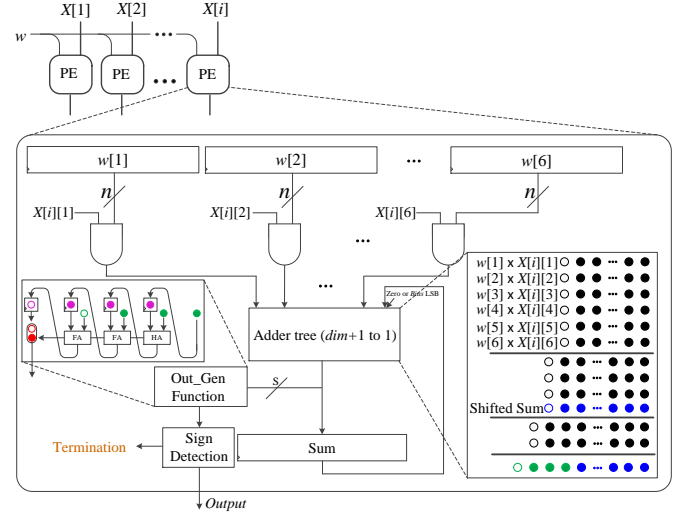 X[1] X[2] X[i]
w ...
PE PE ... PE
w[1] w[2] ... w[6]
n n n
X[i][1] X[i][2] X[i][6]
...
...
Zero or Bias LSB
w[1] x X[i][1]
w[2] x X[i][2]
w[3] x X[i][3]
w[4] x X[i][4]
w[5] x X[i][5]
w[6] x X[i][6]
FA FA HA
Adder tree (dim+1 to 1)
Out_Gen
Function
s
Shifted Sum
Termination
Sign
Detection
Sum
Output